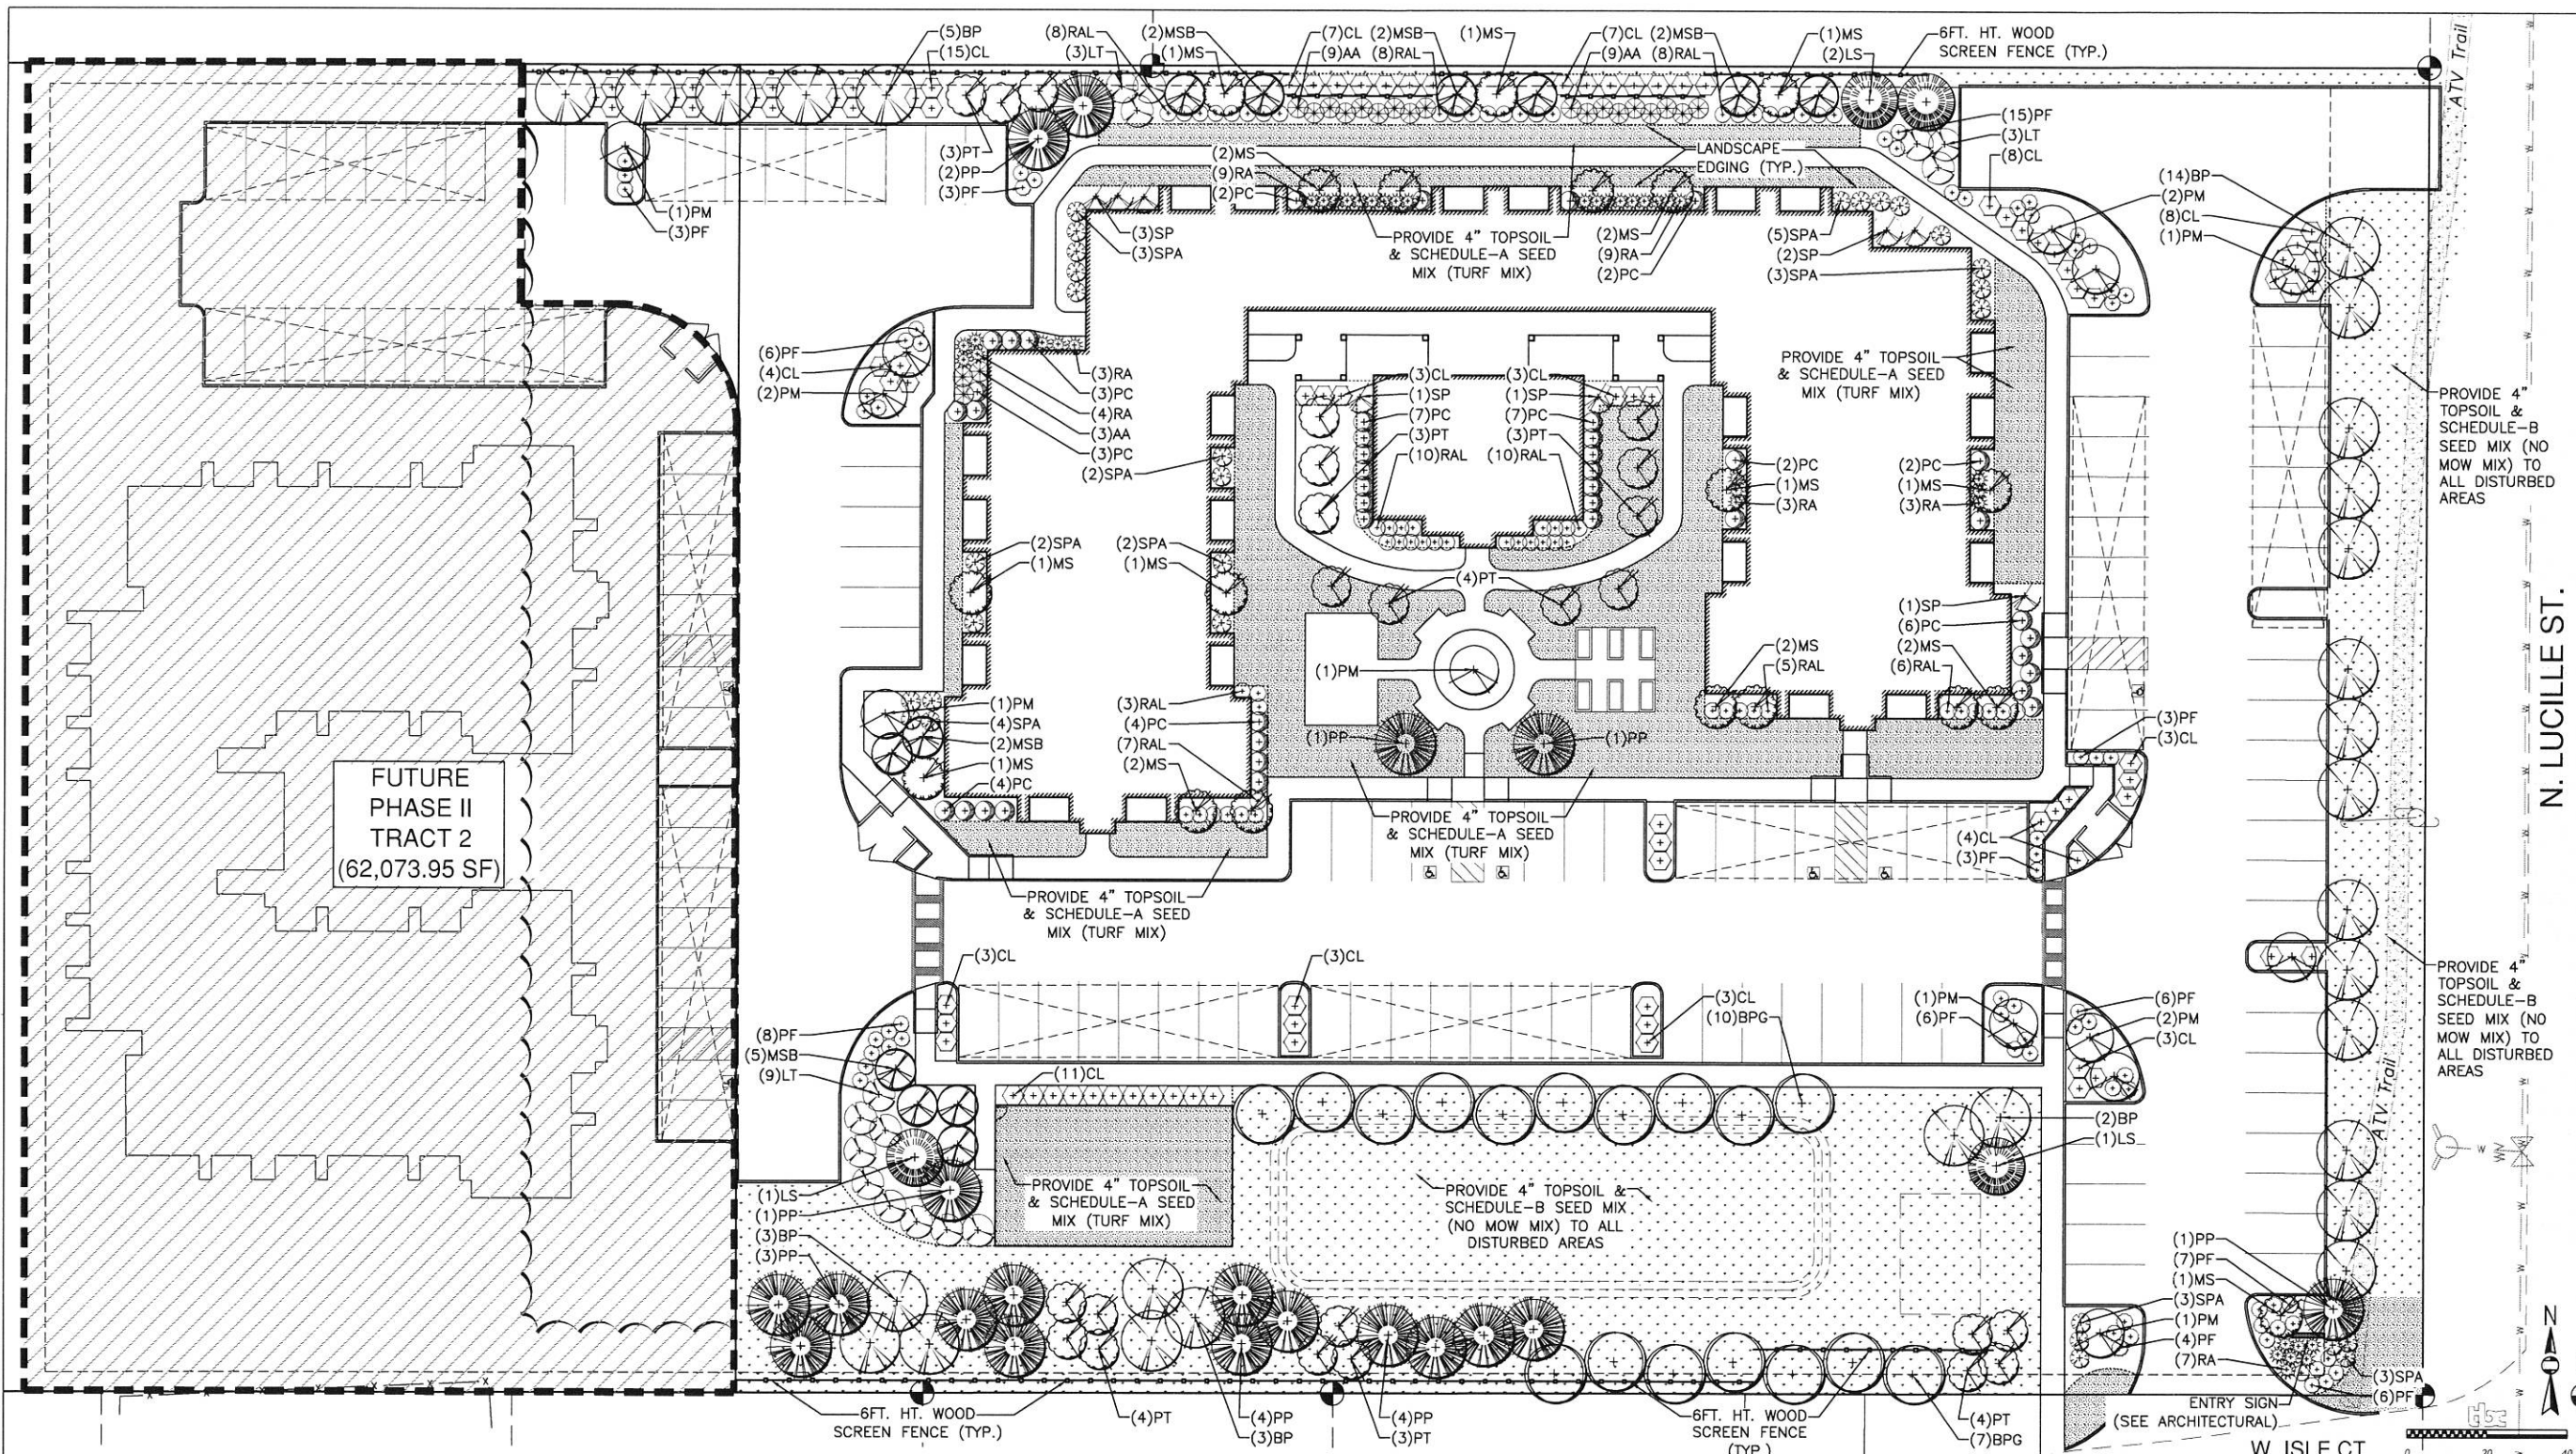 (5)BP
(15)CL
(8)RAL
(3)LT
(2)MSB
(1)MS
(7)CL (2)MSB
(9)AA (8)RAL
(1)MS
(7)CL (2)MSB
(9)AA (8)RAL
(1)MS
(2)LS
6FT. HT. WOOD
SCREEN FENCE (TYP.)
ATV Trail
(3)PT
(2)PP
(3)PF
(1)PM
(3)PF
(2)MS
(9)RA
(2)PC
LANDSCAPE
EDGING (TYP.)
(15)PF
(3)LT
(8)CL
(14)BP
(2)PM
(8)CL
(1)PM
(3)SP
(3)SPA
PROVIDE 4" TOPSOIL
& SCHEDULE-A SEED
MIX (TURF MIX)
(2)MS
(9)RA
(2)PC
(5)SPA
(2)SP
(3)SPA
(6)PF
(4)CL
(2)PM
(3)RA
(3)PC
(4)RA
(3)AA
(3)PC
(2)SPA
(3)CL
(1)SP
(7)PC
(3)PT
(10)RAL
(3)CL
(1)SP
(7)PC
(3)PT
(10)RAL
PROVIDE 4" TOPSOIL
& SCHEDULE-A SEED
MIX (TURF MIX)
PROVIDE 4"
TOPSOIL &
SCHEDULE-B
SEED MIX (NO
MOW MIX) TO
ALL DISTURBED
AREAS
(2)PC
(1)MS
(3)RA
(2)PC
(1)MS
(3)RA
(2)SPA
(1)MS
(2)SPA
(1)MS
(4)PT
(1)SP
(6)PC
(2)MS
(6)RAL
(2)MS
(5)RAL
(1)PM
N. LUCILLE ST.
(1)PM
(4)SPA
(2)MSB
(1)MS
(4)PC
(3)RAL
(4)PC
(7)RAL
(2)MS
(1)PP
(1)PP
(3)PF
(3)CL
FUTURE
PHASE II
TRACT 2
(62,073.95 SF)
PROVIDE 4" TOPSOIL
& SCHEDULE-A SEED
MIX (TURF MIX)
(4)CL
(3)PF
PROVIDE 4" TOPSOIL
& SCHEDULE-A SEED
MIX (TURF MIX)
(3)CL
(3)CL
(3)CL
(10)BPG
(1)PM
(6)PF
(6)PF
(2)PM
(3)CL
PROVIDE 4"
TOPSOIL &
SCHEDULE-B
SEED MIX (NO
MOW MIX) TO
ALL DISTURBED
AREAS
(8)PF
(5)MSB
(9)LT
(11)CL
(2)BP
(1)LS
ATV Trail
W
WV
(1)LS
(1)PP
(3)BP
(3)PP
PROVIDE 4" TOPSOIL
& SCHEDULE-A SEED
MIX (TURF MIX)
PROVIDE 4" TOPSOIL &
SCHEDULE-B SEED MIX
(NO MOW MIX) TO ALL
DISTURBED AREAS
(1)PP
(7)PF
(1)MS
(3)SPA
(1)PM
(4)PF
(7)RA
(3)SPA
(6)PF
N
6FT. HT. WOOD
SCREEN FENCE (TYP.)
(4)PT
(4)PP
(3)BP
(4)PP
(3)PT
6FT. HT. WOOD
SCREEN FENCE
(TYP.)
(4)PT
(7)BPG
ENTRY SIGN
(SEE ARCHITECTURAL)
W. ISLE CT.